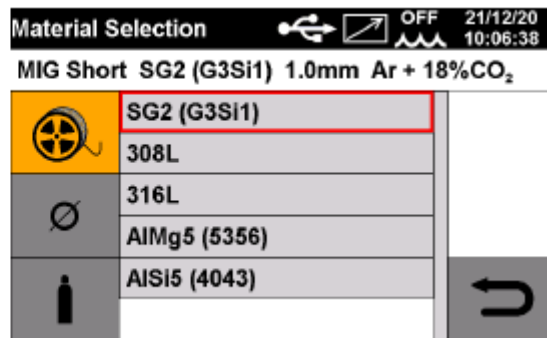 Material Selection OFF 21/12/20
10:06:38
MIG Short SG2 (G3Si1) 1.0mm Ar + 18%CO₂
SG2 (G3Si1)
308L
316L
AlMg5 (5356)
AlSi5 (4043)